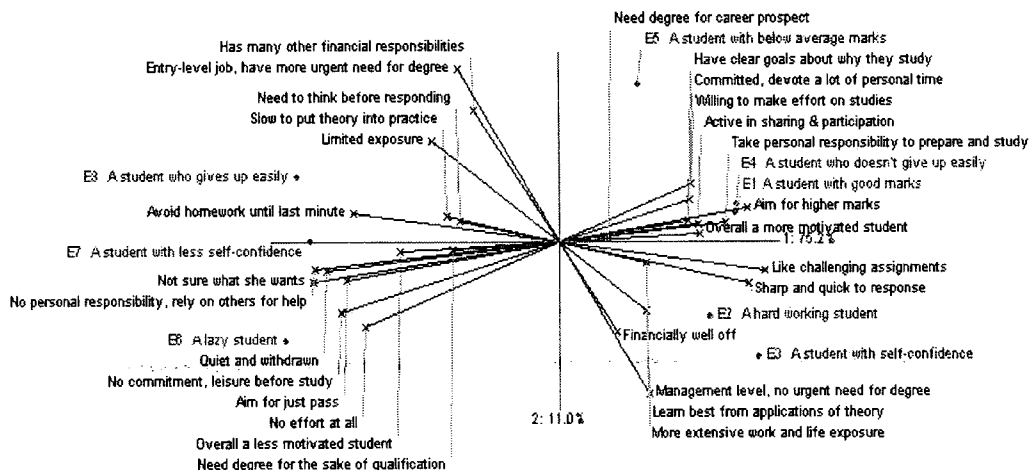 Need degree for career prospect
E5 A student with below average marks
Has many other financial responsibilities
Entry-level job, have more urgent need for degree
Have clear goals about why they study
Committed, devote a lot of personal time
Need to think before responding
Willing to make effort on studies
Slow to put theory into practice
Active in sharing & participation
Limited exposure
Take personal responsibility to prepare and study
E4 A student who doesn't give up easily
E8 A student who gives up easily
E1 A student with good marks
Avoid homework until last minute
Aim for higher marks
Overall a more motivated student
1: 75.2%
E7 A student with less self-confidence
Like challenging assignments
Not sure what she wants
Sharp and quick to response
No personal responsibility, rely on others for help
E2 A hard working student
Financially well off
E6 A lazy student
E3 A student with self-confidence
Quiet and withdrawn
No commitment, leisure before study
Management level, no urgent need for degree
Aim for just pass
Learn best from applications of theory
No effort at all
2: 11.0%
More extensive work and life exposure
Overall a less motivated student
Need degree for the sake of qualification